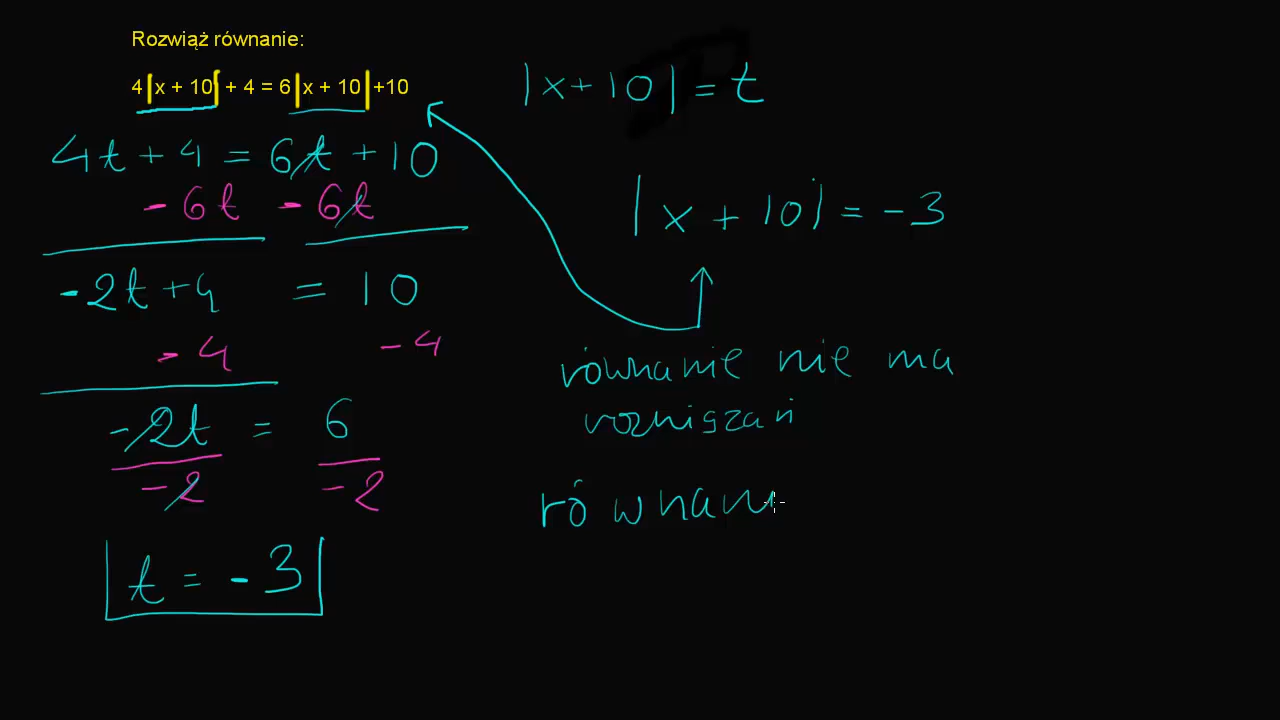 Rozwiąż równanie:
4|x + 10| + 4 = 6|x + 10|+10
|x+10| = t
4t + 4 = 6t + 10
- 6t - 6t
-2t + 4 = 10
- 4 - 4
-2t = 6
-2 -2
t = - 3
|x + 10| = -3
równanie nie ma
rozwiązań
równani